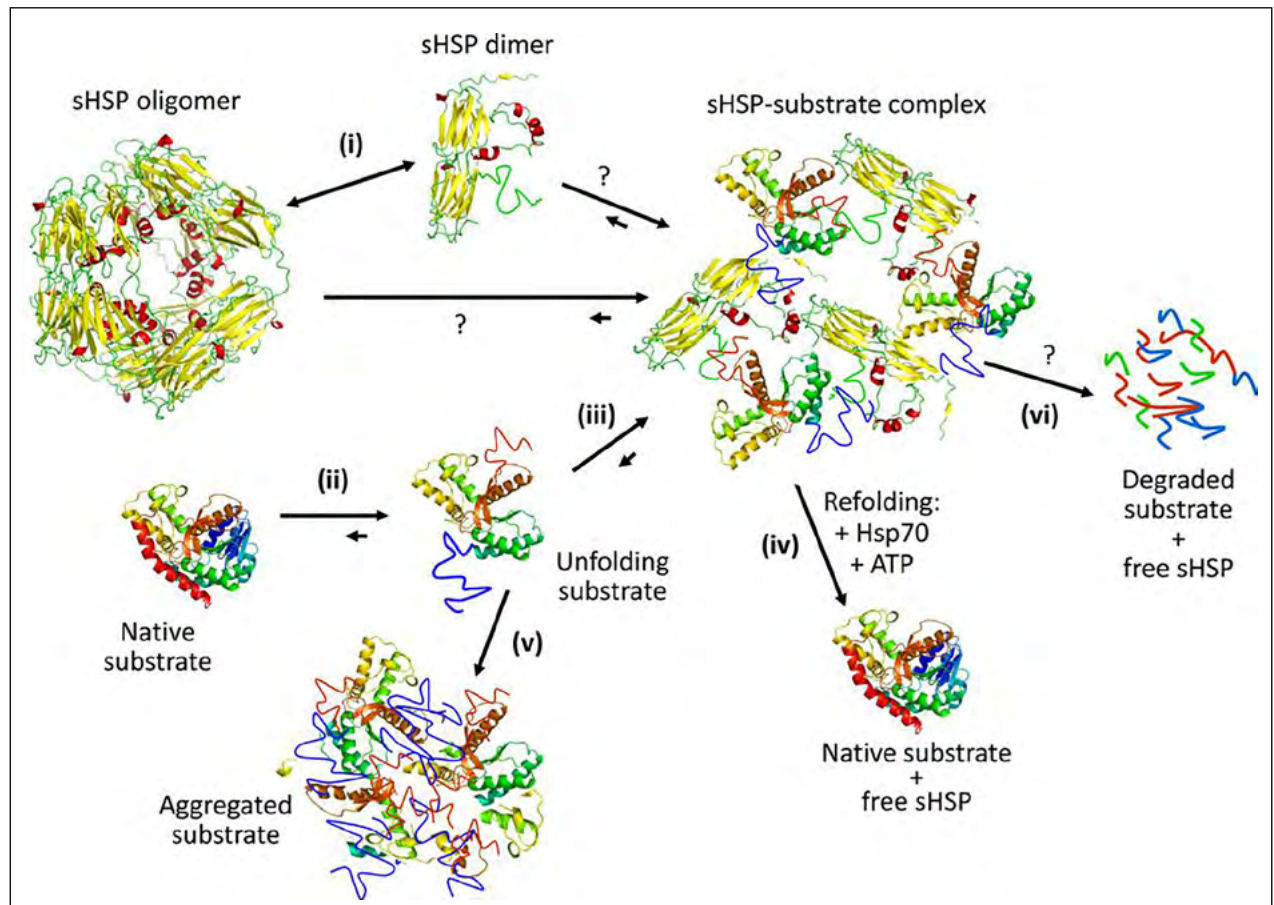 sHSP dimer
sHSP oligomer
sHSP-substrate complex
(i)
?
?
?
(iii)
(vi)
(ii)
Degraded
substrate
+
free sHSP
Refolding:
+ Hsp70
+ ATP
(iv)
Unfolding
substrate
Native
substrate
(v)
Native substrate
+
free sHSP
Aggregated
substrate